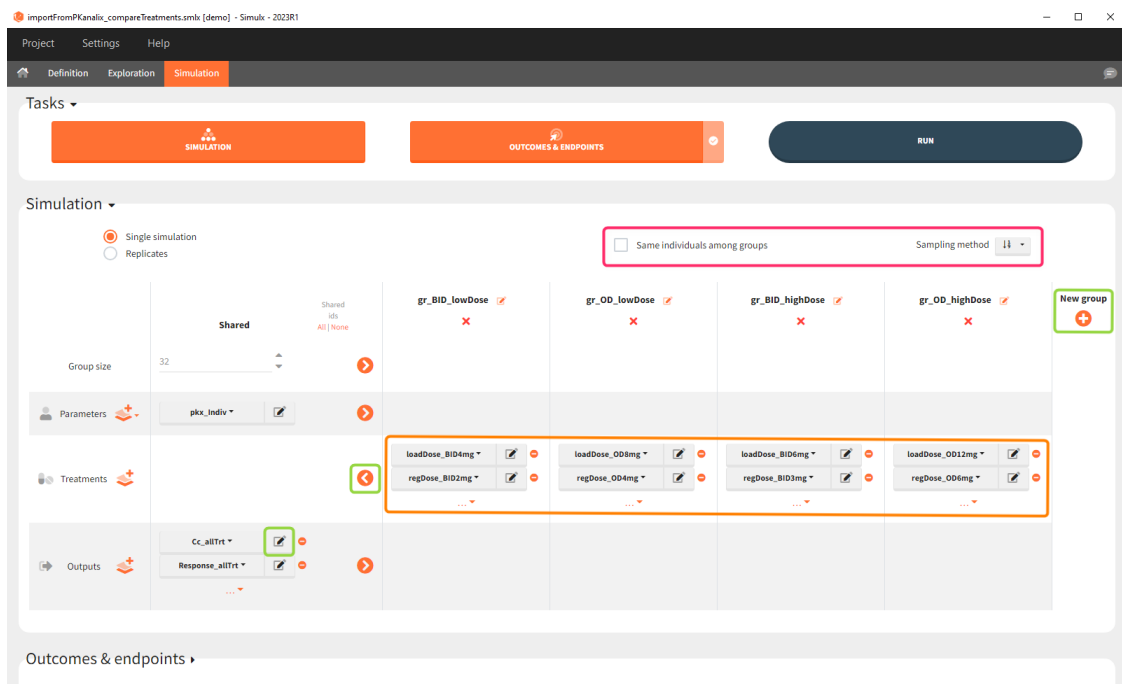 importFromPKanalix_compareTreatments.smlx [demo] - Simulx - 2023R1
Project Settings Help
Definition Exploration Simulation
Tasks
SIMULATION
OUTCOMES & ENDPOINTS
RUN
Simulation
Single simulation
Replicates
Same individuals among groups
Sampling method
Shared
Shared
ids
All | None
gr_BID_lowDose
gr_OD_lowDose
gr_BID_highDose
gr_OD_highDose
New group
Group size
32
Parameters
pkx_Indiv
Treatments
loadDose_BID4mg loadDose_OD8mg loadDose_BID6mg loadDose_OD12mg
regDose_BID2mg regDose_OD4mg regDose_BID3mg regDose_OD6mg
... ... ... ...
Outputs
Cc_allTrt
Response_allTrt
...
Outcomes & endpoints